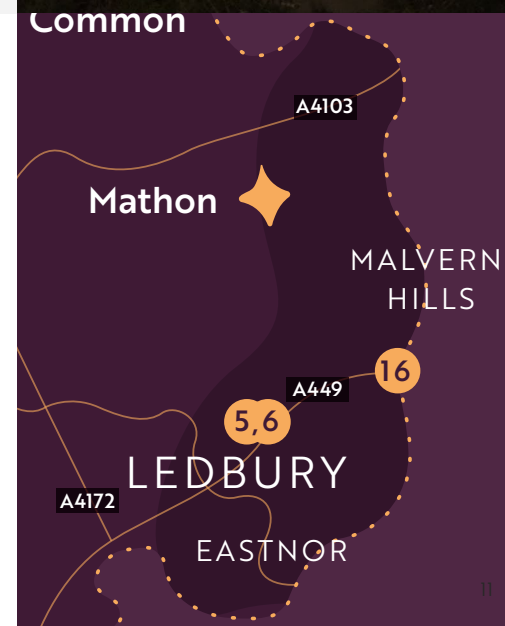 Common
A4103
Mathon
MALVERN
HILLS
16
A449
5,6
LEDBURY
A4172
EASTNOR
11